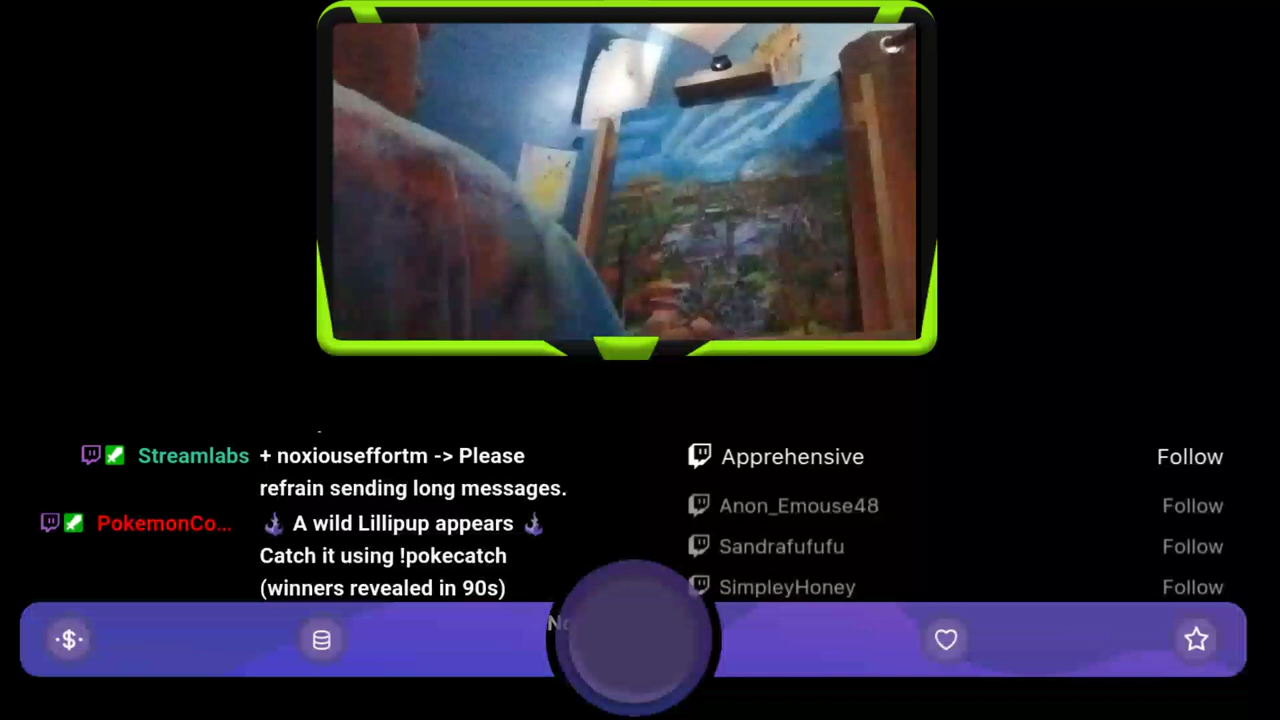 Streamlabs + noxiouseffortm -> Please
refrain sending long messages.
PokemonCo... A wild Lillipup appears
Catch it using !pokecatch
(winners revealed in 90s)
Apprehensive Follow
Anon_Emouse48 Follow
Sandrafufufu Follow
SimpleyHoney Follow